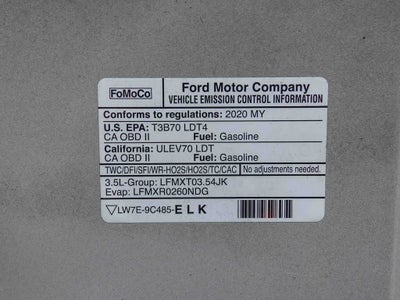 FoMoCo
Ford Motor Company
VEHICLE EMISSION CONTROL INFORMATION
Conforms to regulations: 2020 MY
U.S. EPA: T3B70 LDT4
CA OBD II Fuel: Gasoline
California: ULEV70 LDT
CA OBD II Fuel: Gasoline
TWC/DFI/SFI/WR-HO2S/HO2S/TC/CAC/ No adjustments needed.
3.5L-Group: LFMXT03.54JK
Evap: LFMXR0260NDG
▽LW7E-9C485-ELK